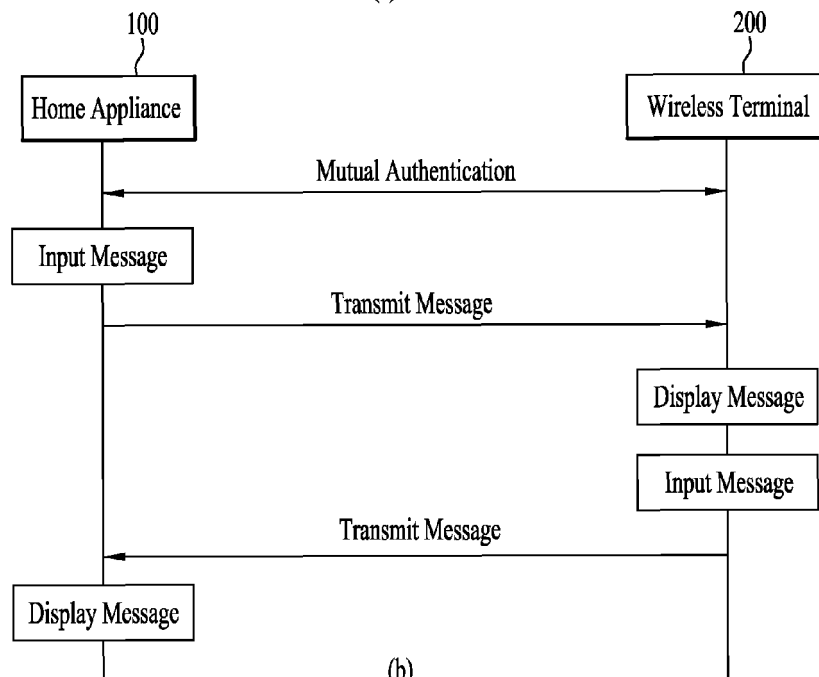 100
200
Home Appliance
Wireless Terminal
Mutual Authentication
Input Message
Transmit Message
Display Message
Input Message
Transmit Message
Display Message
(b)